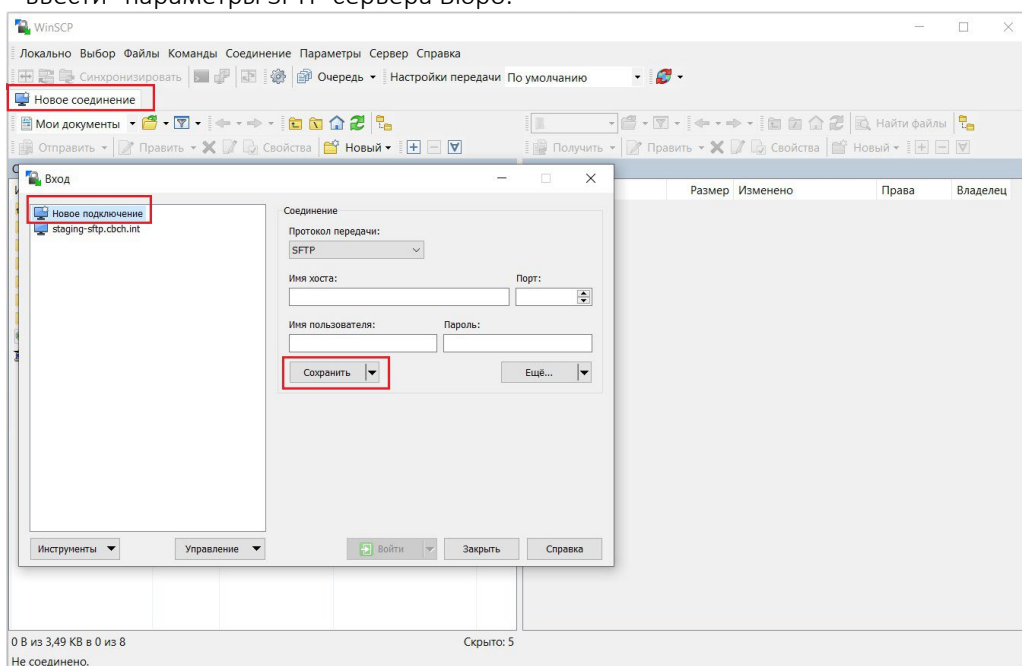 ввести параметры SFTP сервера Бюро:
WinSCP
Локально Выбор Файлы Команды Соединение Параметры Сервер Справка
Синхронизировать Очередь Настройки передачи По умолчанию
Новое соединение
Мои документы Найти файлы
Отправить Править Свойства Новый Получить Править Свойства Новый
Вход
Размер Изменено Права Владелец
Новое подключение
staging-sftp.cbch.int
Соединение
Протокол передачи:
SFTP
Имя хоста: Порт:
Имя пользователя: Пароль:
Сохранить Ещё...
Инструменты Управление Войти Закрыть Справка
0 B из 3,49 KB в 0 из 8 Скрыто: 5
Не соединено.